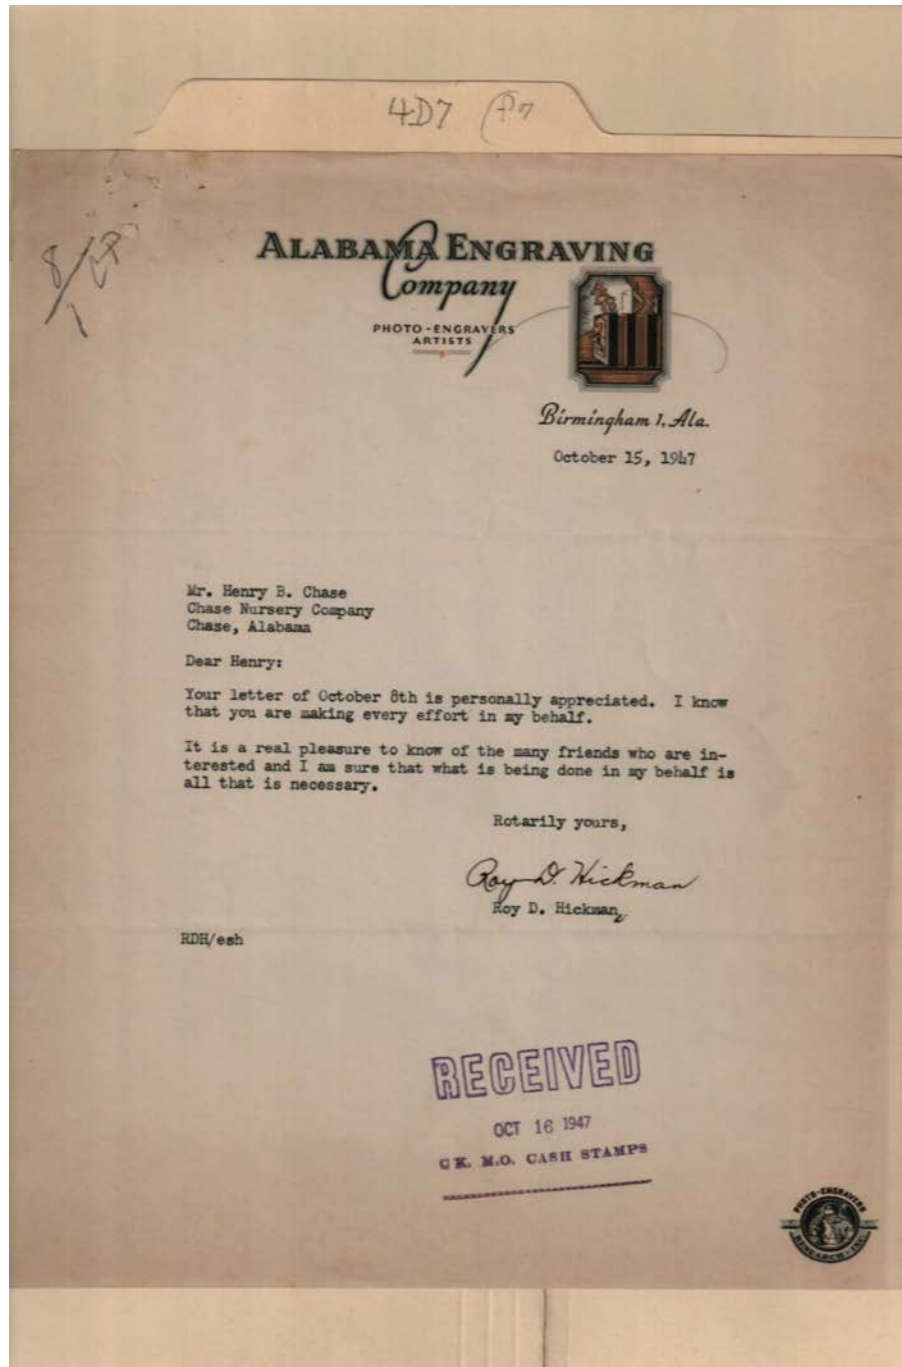 4D7
ALABAMA ENGRAVING
Company
PHOTO-ENGRAVERS
ARTISTS
Birmingham 1, Ala.
October 15, 1947
Mr. Henry B. Chase
Chase Nursery Company
Chase, Alabama
Dear Henry:
Your letter of October 8th is personally appreciated. I know
that you are making every effort in my behalf.
It is a real pleasure to know of the many friends who are in-
terested and I am sure that what is being done in my behalf is
all that is necessary.
Rotarily yours,
Roy D. Hickman
Roy D. Hickman
RDH/esh
RECEIVED
OCT 16 1947
CK. M.O. CASH STAMPS
PHOTO-ENGRAVERS
RESEARCH INC.